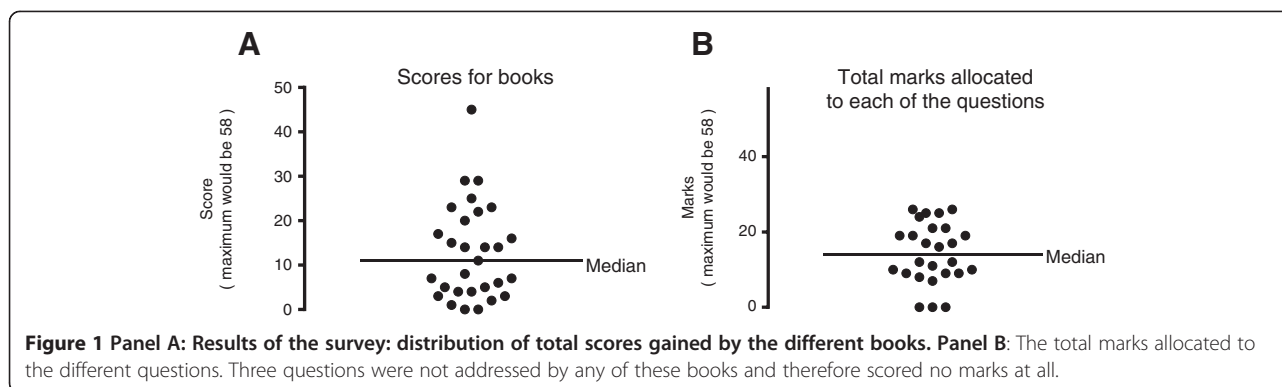 A
Scores for books
50
40
30
20
10
0
Score
( maximum would be 58 )
Median
B
Total marks allocated
to each of the questions
40
20
0
Marks
( maximum would be 58 )
Median
Figure 1 Panel A: Results of the survey: distribution of total scores gained by the different books. Panel B: The total marks allocated to
the different questions. Three questions were not addressed by any of these books and therefore scored no marks at all.